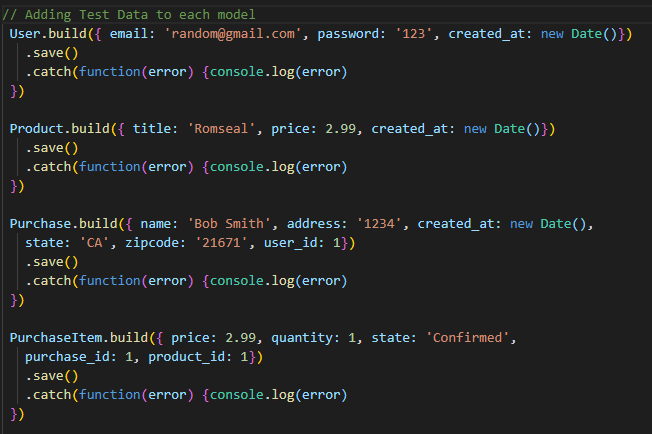 // Adding Test Data to each model
User.build({ email: 'random@gmail.com', password: '123', created_at: new Date()})
  .save()
  .catch(function(error) {console.log(error)
})

Product.build({ title: 'Romseal', price: 2.99, created_at: new Date()})
  .save()
  .catch(function(error) {console.log(error)
})

Purchase.build({ name: 'Bob Smith', address: '1234', created_at: new Date(),
  state: 'CA', zipcode: '21671', user_id: 1})
  .save()
  .catch(function(error) {console.log(error)
})

PurchaseItem.build({ price: 2.99, quantity: 1, state: 'Confirmed',
  purchase_id: 1, product_id: 1})
  .save()
  .catch(function(error) {console.log(error)
})